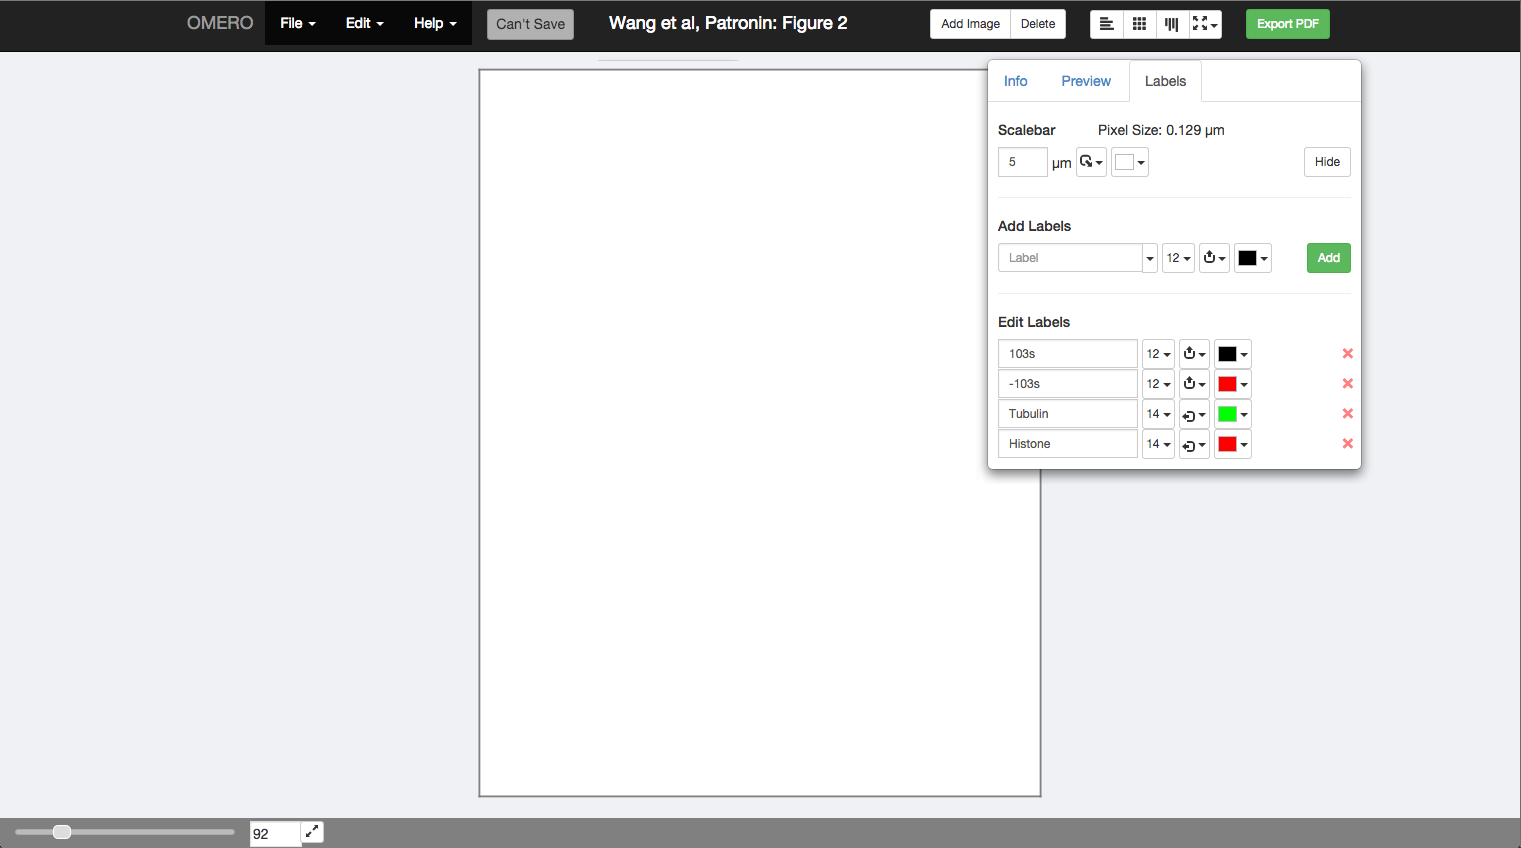 OMERO File Edit Help Can't Save Wang et al, Patronin: Figure 2 Add Image Delete Export PDF
Info Preview Labels
Scalebar Pixel Size: 0.129 µm
5 µm Hide
Add Labels
Label 12 Add
Edit Labels
103s 12
-103s 12
Tubulin 14
Histone 14
92